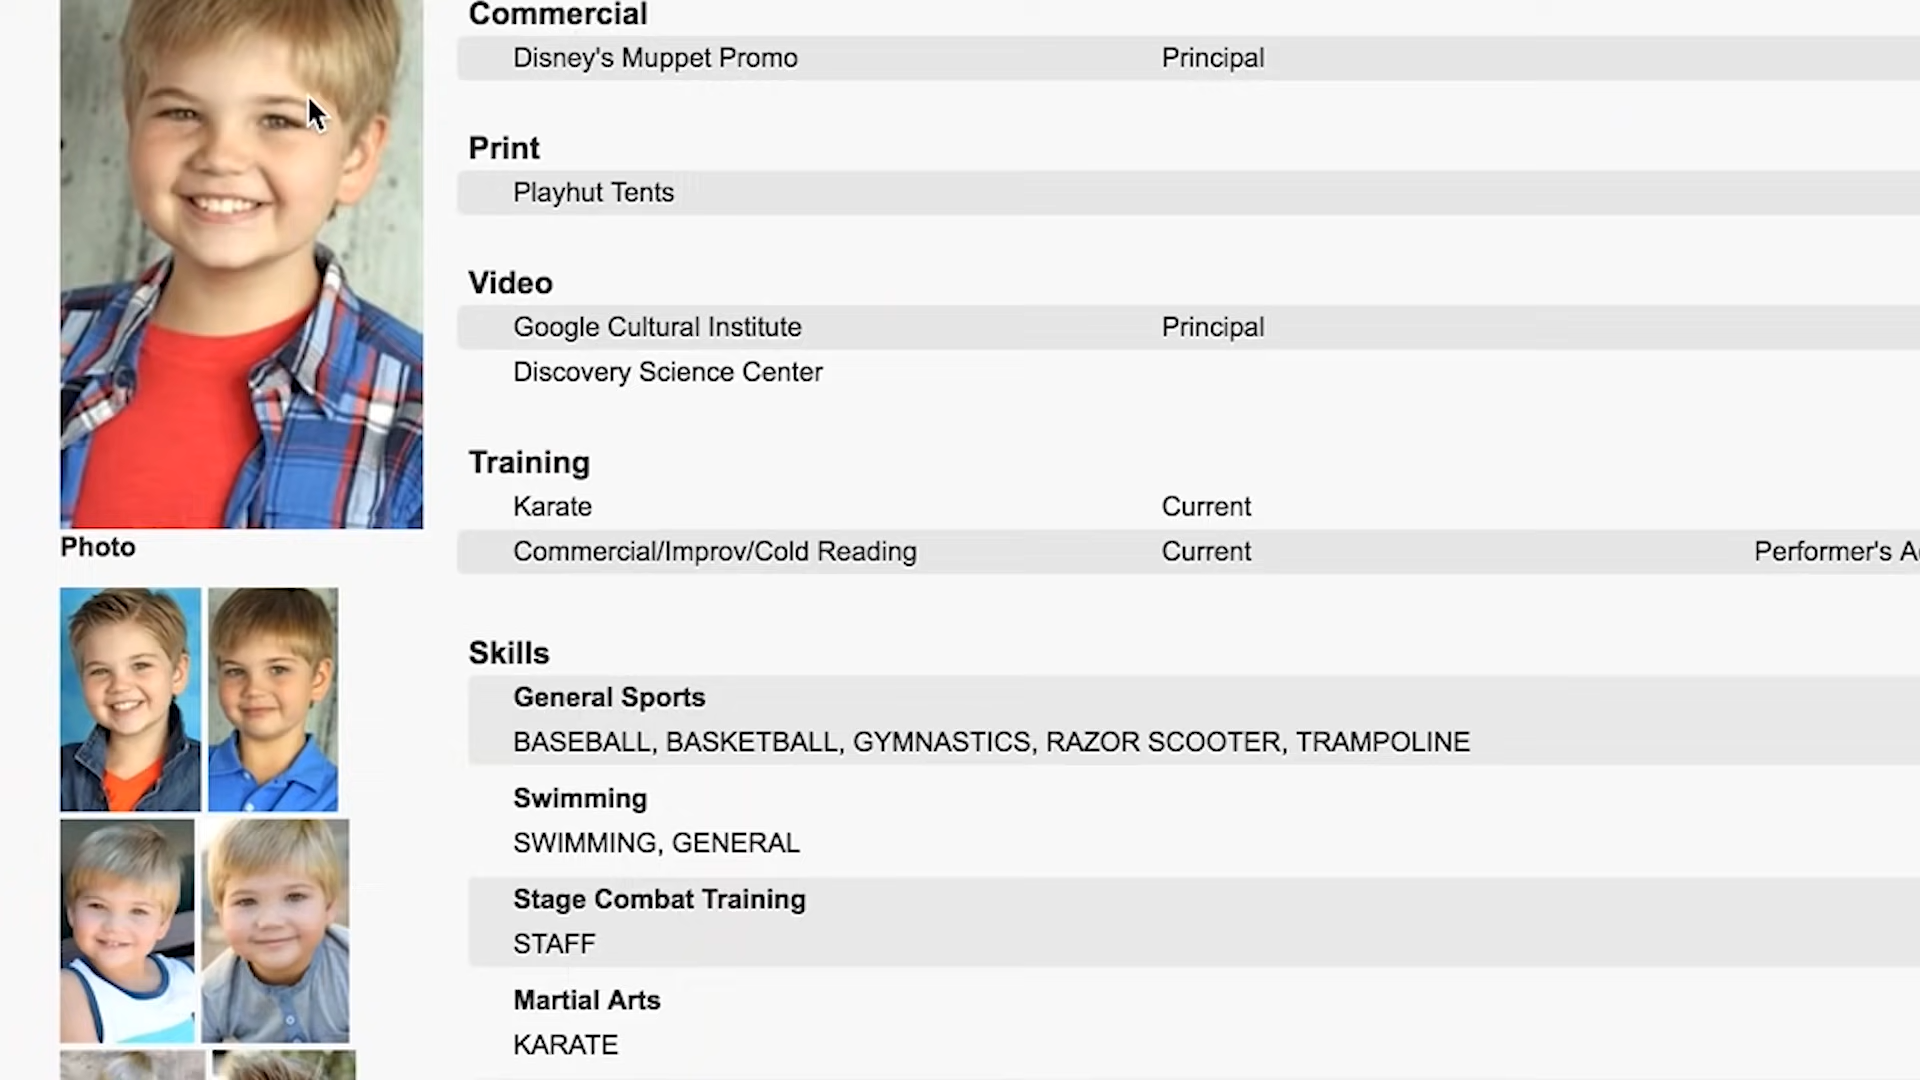 Commercial
Disney's Muppet Promo Principal
Print
Playhut Tents
Video
Google Cultural Institute Principal
Discovery Science Center
Training
Karate Current
Commercial/Improv/Cold Reading Current Performer's
Photo
Skills
General Sports
BASEBALL, BASKETBALL, GYMNASTICS, RAZOR SCOOTER, TRAMPOLINE
Swimming
SWIMMING, GENERAL
Stage Combat Training
STAFF
Martial Arts
KARATE